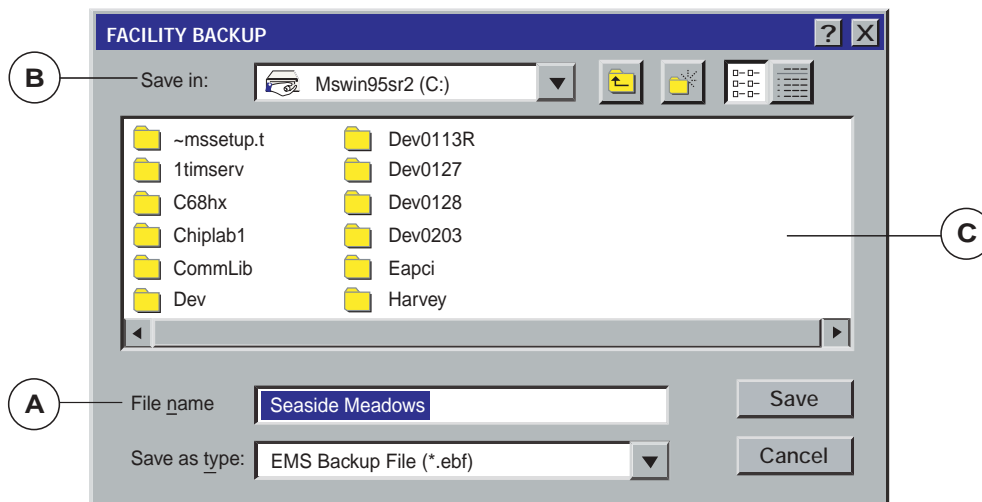 FACILITY BACKUP
? X
B
Save in:
Mswin95sr2 (C:)
~mssetup.t
1timserv
C68hx
Chiplab1
CommLib
Dev
Dev0113R
Dev0127
Dev0128
Dev0203
Eapci
Harvey
C
A
File name
Seaside Meadows
Save
Save as type:
EMS Backup File (*.ebf)
Cancel